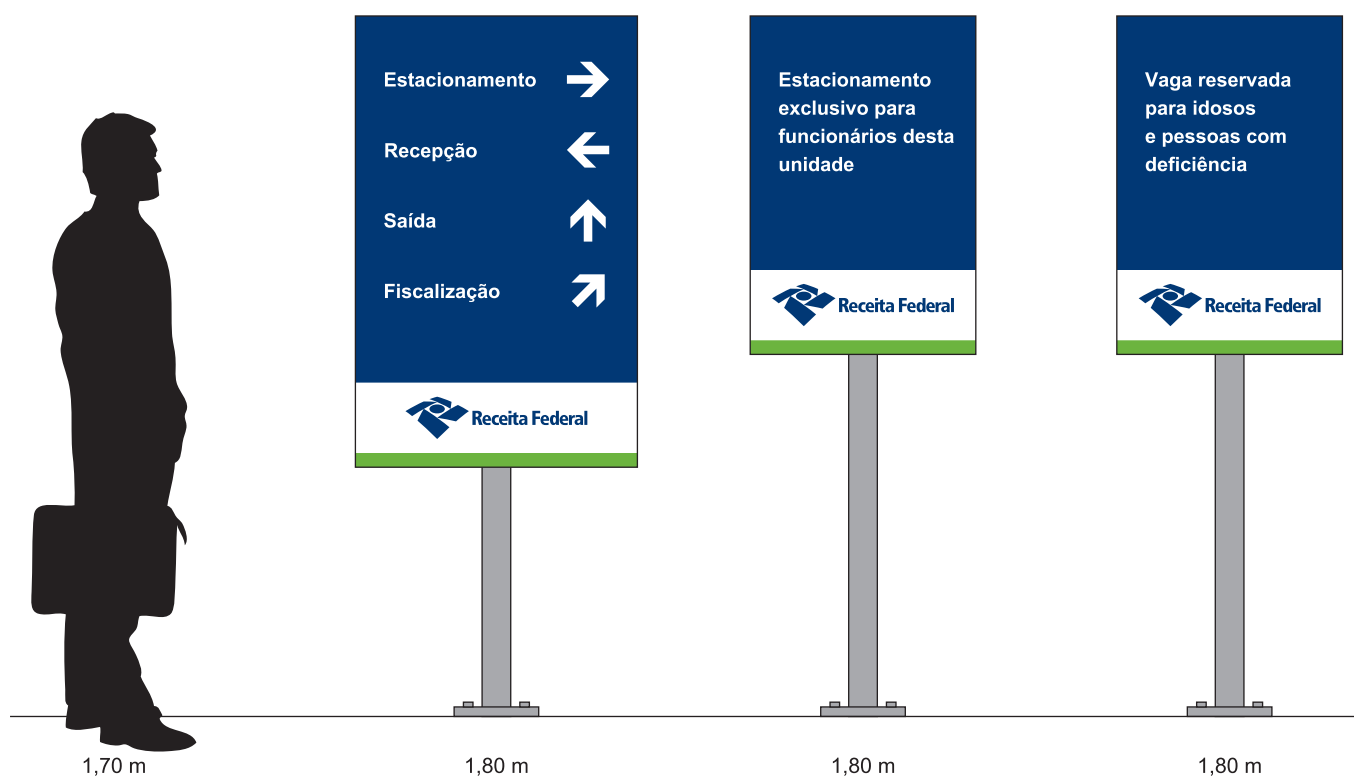 Estacionamento
Recepção
Saída
Fiscalização
Receita Federal
Estacionamento
exclusivo para
funcionários desta
unidade
Receita Federal
Vaga reservada
para idosos
e pessoas com
deficiência
Receita Federal
1,70 m
1,80 m
1,80 m
1,80 m